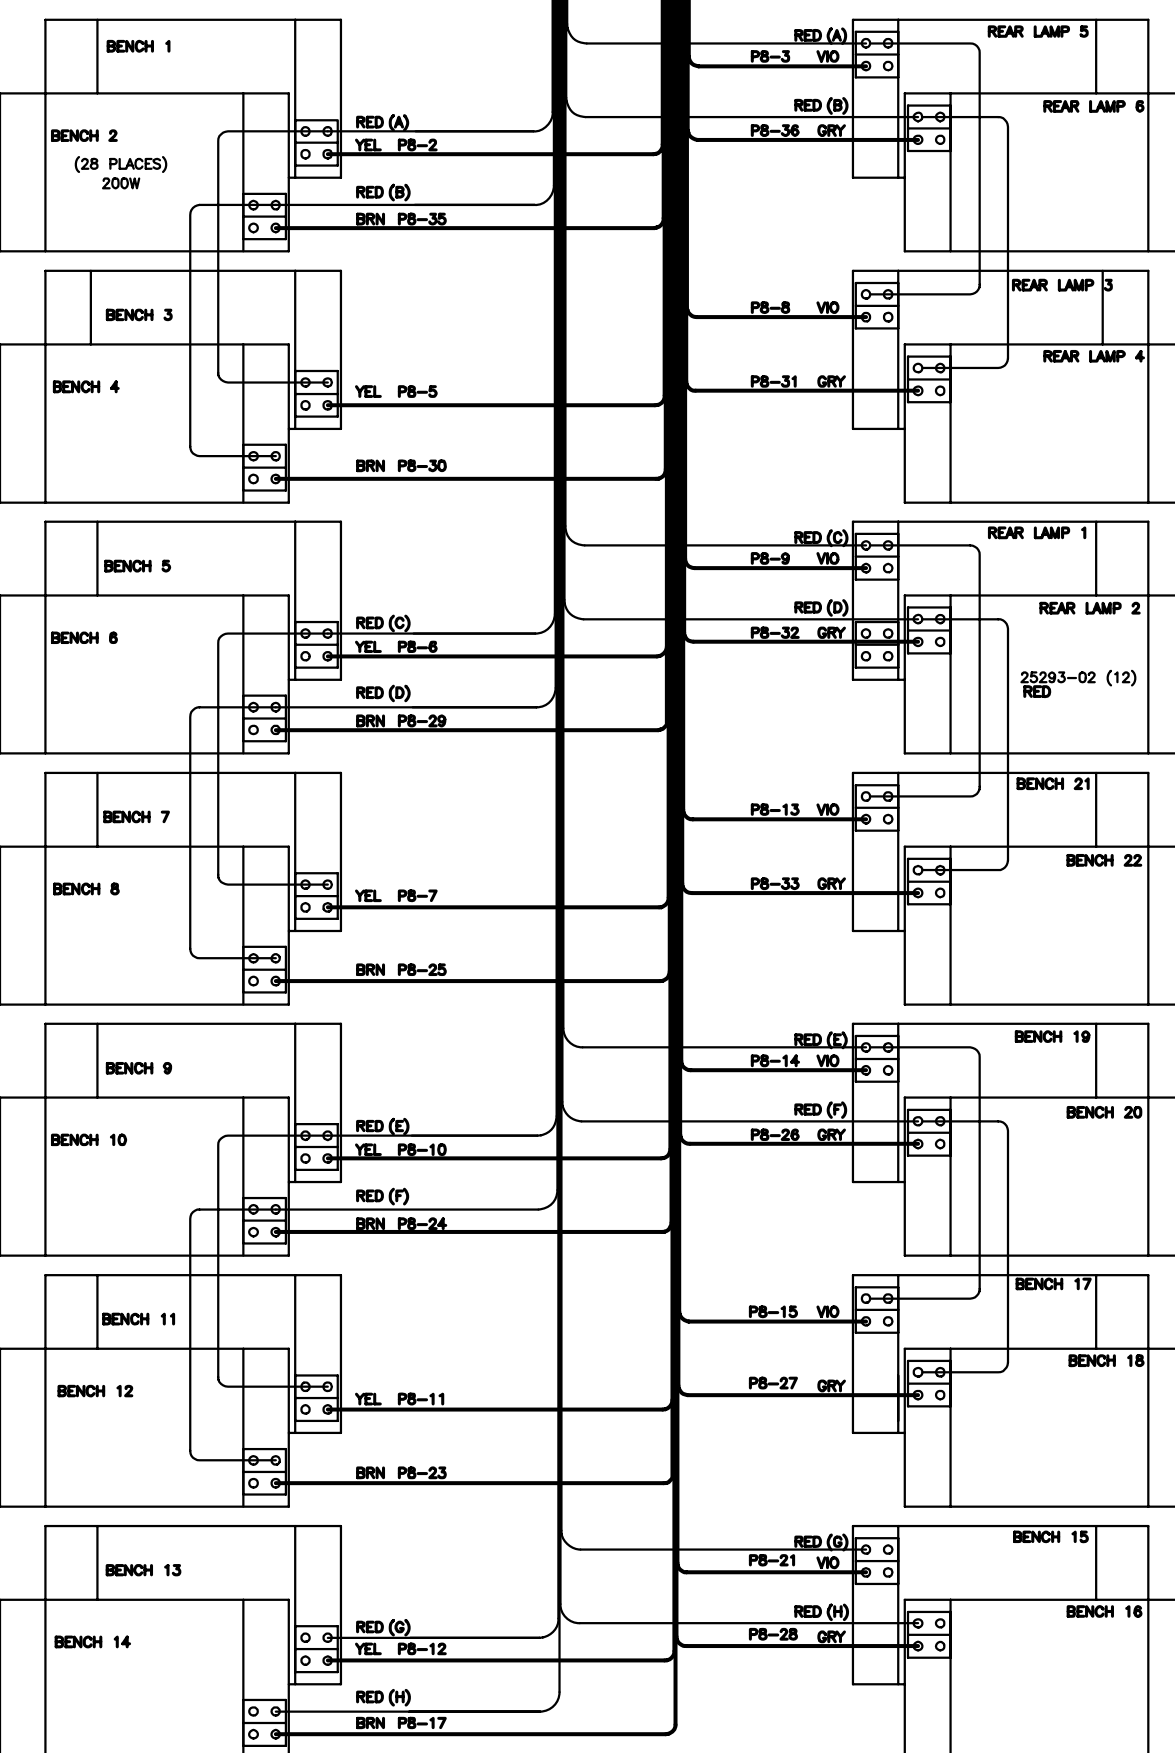 BENCH 1
BENCH 2
(28 PLACES)
200W
RED (A)
YEL P8-2
RED (B)
BRN P8-35
BENCH 3
BENCH 4
YEL P8-5
BRN P8-30
BENCH 5
BENCH 6
RED (C)
YEL P8-6
RED (D)
BRN P8-29
BENCH 7
BENCH 8
YEL P8-7
BRN P8-25
BENCH 9
BENCH 10
RED (E)
YEL P8-10
RED (F)
BRN P8-24
BENCH 11
BENCH 12
YEL P8-11
BRN P8-23
BENCH 13
BENCH 14
RED (G)
YEL P8-12
RED (H)
BRN P8-17
RED (A)
P8-3 VIO
REAR LAMP 5
RED (B)
P8-36 GRY
REAR LAMP 6
P8-8 VIO
REAR LAMP 3
P8-31 GRY
REAR LAMP 4
RED (C)
P8-9 VIO
REAR LAMP 1
RED (D)
P8-32 GRY
REAR LAMP 2
25293-02 (12)
RED
P8-13 VIO
BENCH 21
P8-33 GRY
BENCH 22
RED (E)
P8-14 VIO
BENCH 19
RED (F)
P8-26 GRY
BENCH 20
P8-15 VIO
BENCH 17
P8-27 GRY
BENCH 18
RED (G)
P8-21 VIO
BENCH 15
RED (H)
P8-28 GRY
BENCH 16